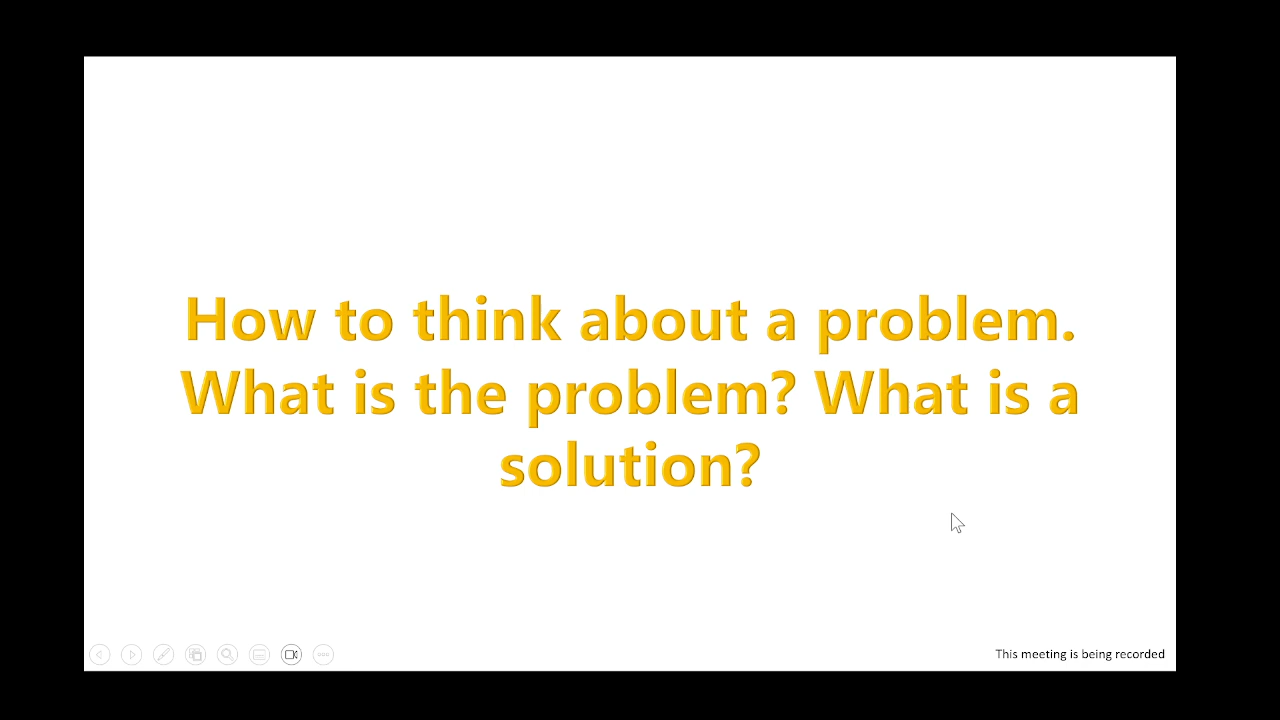 How to think about a problem.
What is the problem? What is a
solution?
This meeting is being recorded